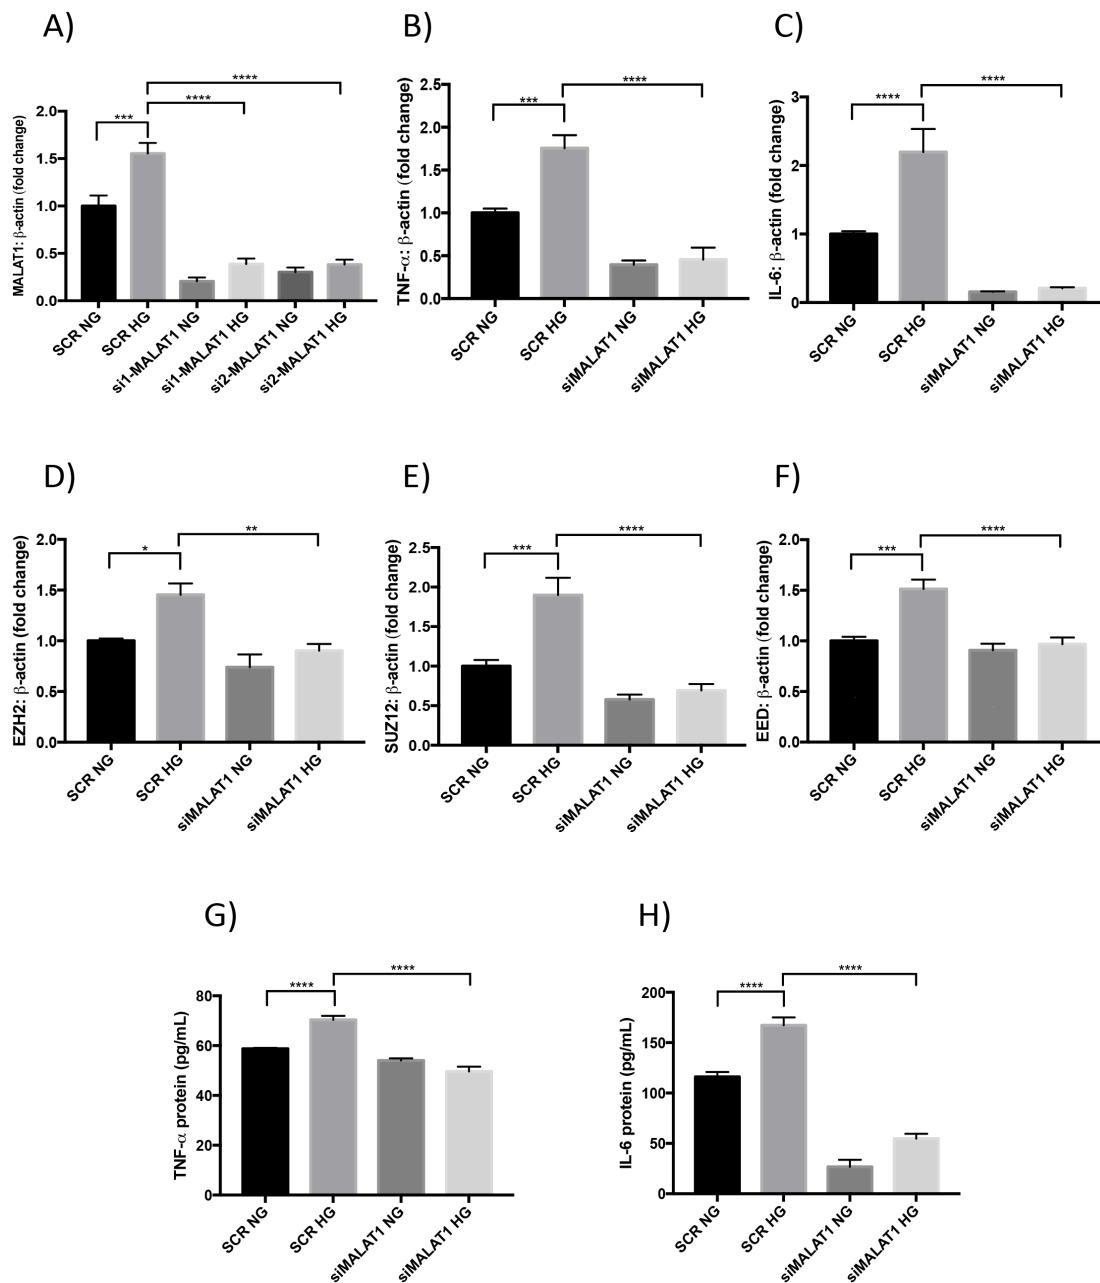 A)
B)
C)
MALAT1: β-actin (fold change)
2.0
1.5
1.0
0.5
0.0
***
****
****
SCR NG
SCR HG
si1-MALAT1 NG
si1-MALAT1 HG
si2-MALAT1 NG
si2-MALAT1 HG
TNF-α: β-actin (fold change)
2.5
2.0
1.5
1.0
0.5
0.0
***
****
SCR NG
SCR HG
siMALAT1 NG
siMALAT1 HG
IL-6: β-actin (fold change)
3
2
1
0
****
****
SCR NG
SCR HG
siMALAT1 NG
siMALAT1 HG
D)
E)
F)
EZH2: β-actin (fold change)
2.0
1.5
1.0
0.5
0.0
*
**
SCR NG
SCR HG
siMALAT1 NG
siMALAT1 HG
SUZ12: β-actin (fold change)
2.5
2.0
1.5
1.0
0.5
0.0
***
****
SCR NG
SCR HG
siMALAT1 NG
siMALAT1 HG
EED: β-actin (fold change)
2.0
1.5
1.0
0.5
0.0
***
****
SCR NG
SCR HG
siMALAT1 NG
siMALAT1 HG
G)
H)
TNF-α protein (pg/mL)
80
60
40
20
0
****
****
SCR NG
SCR HG
siMALAT1 NG
siMALAT1 HG
IL-6 protein (pg/mL)
200
150
100
50
0
****
****
SCR NG
SCR HG
siMALAT1 NG
siMALAT1 HG